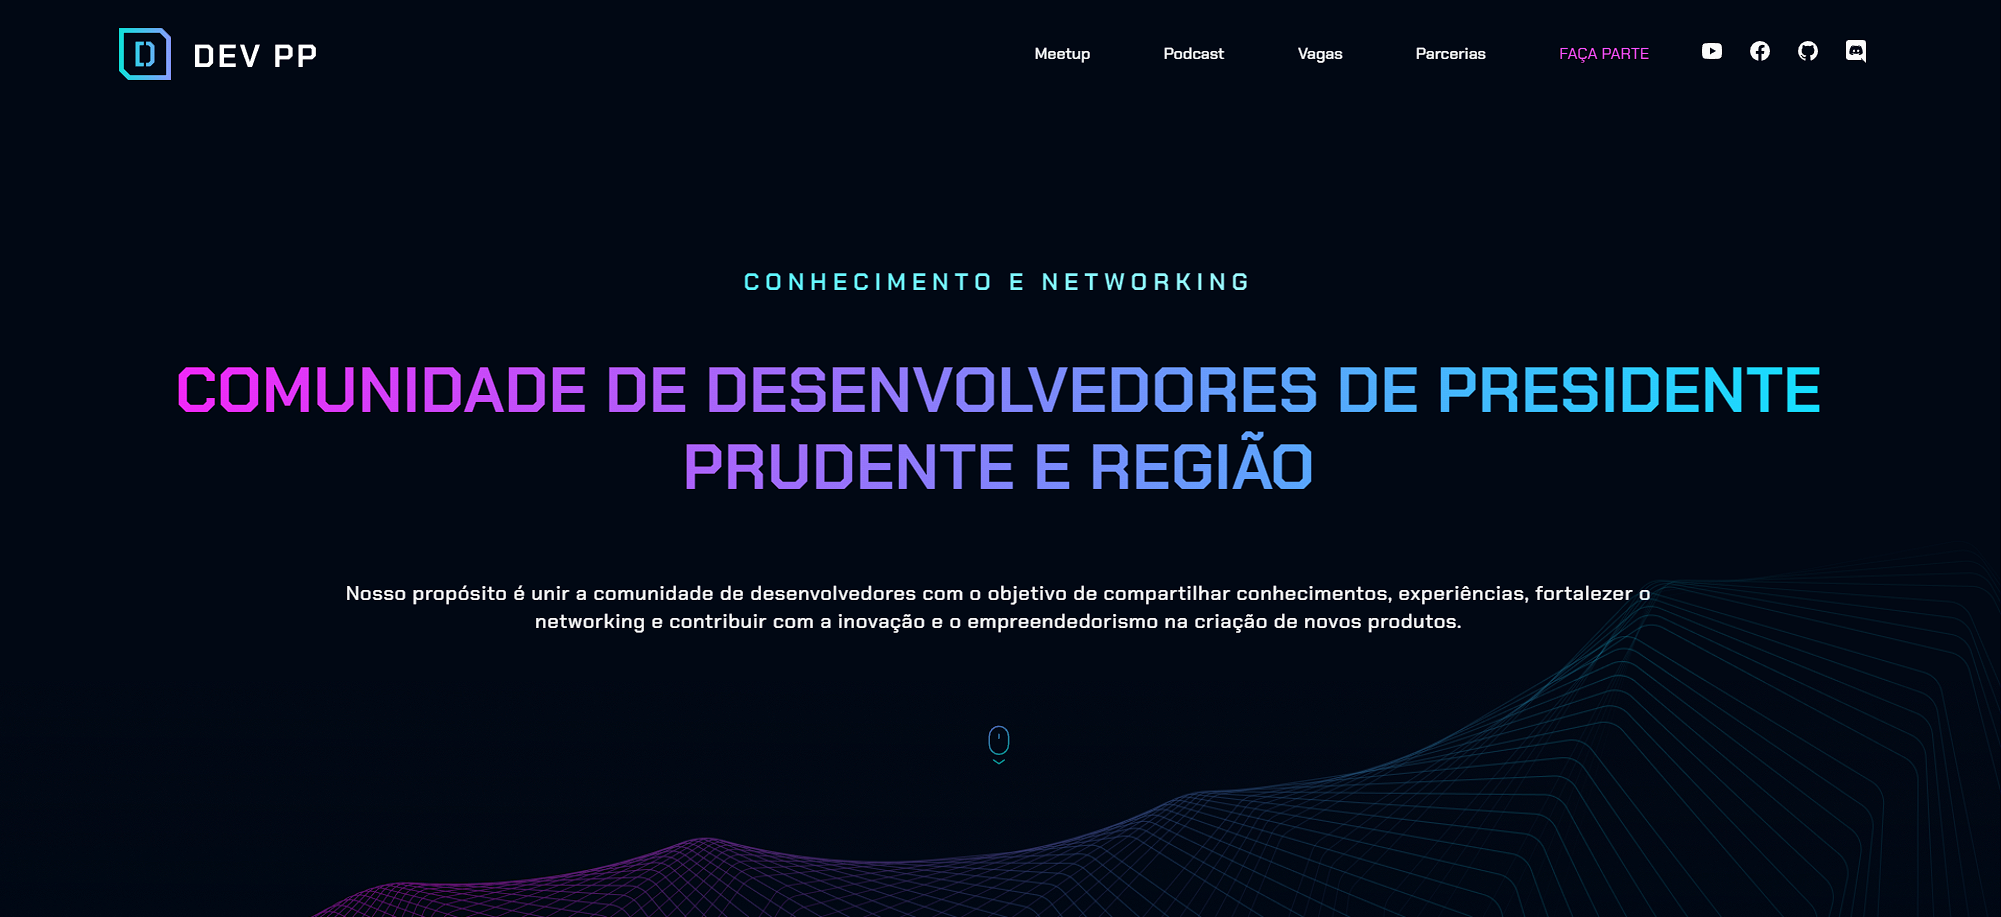 D DEV PP
Meetup Podcast Vagas Parcerias FAÇA PARTE
CONHECIMENTO E NETWORKING
COMUNIDADE DE DESENVOLVEDORES DE PRESIDENTE
PRUDENTE E REGIÃO
Nosso propósito é unir a comunidade de desenvolvedores com o objetivo de compartilhar conhecimentos, experiências, fortalezer o
networking e contribuir com a inovação e o empreendedorismo na criação de novos produtos.